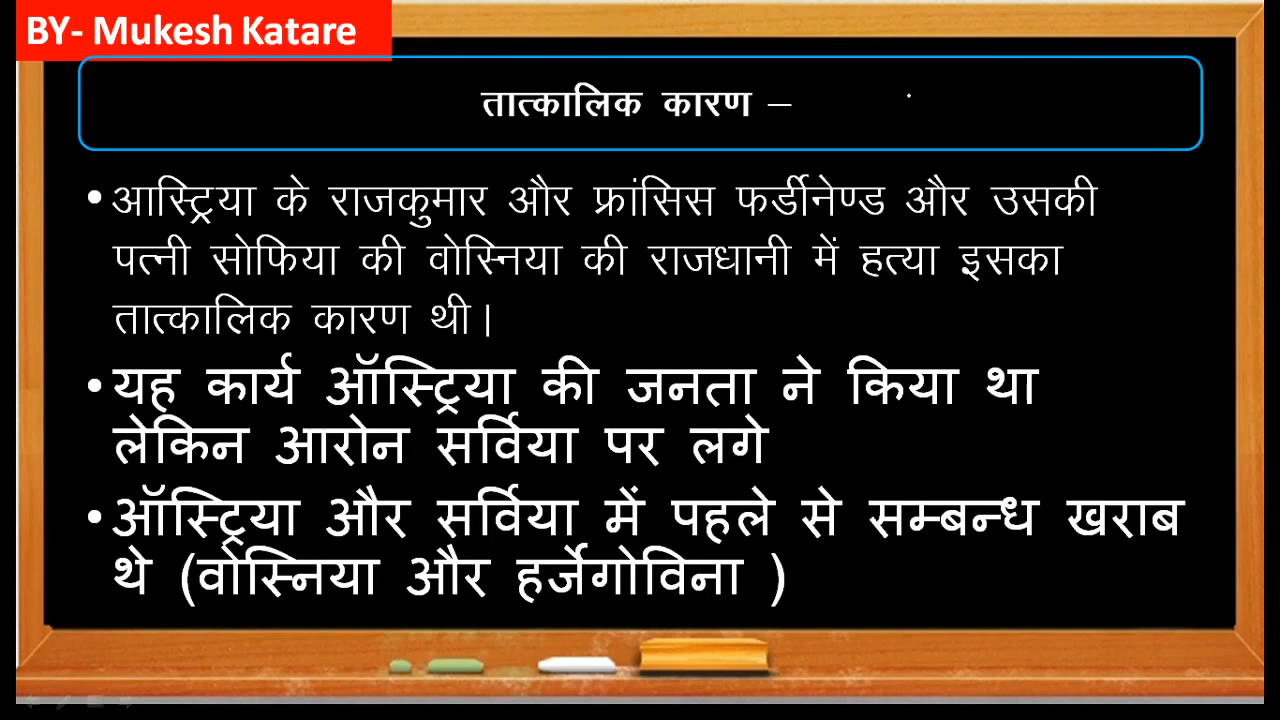 BY- Mukesh Katare
तात्कालिक कारण –
• आस्ट्रिया के राजकुमार और फ्रांसिस फर्डीनेण्ड और उसकी
पत्नी सोफिया की वोस्निया की राजधानी में हत्या इसका
तात्कालिक कारण थी।
• यह कार्य ऑस्ट्रिया की जनता ने किया था
लेकिन आरोन सर्विया पर लगे
• ऑस्ट्रिया और सर्विया में पहले से सम्बन्ध खराब
थे (वोस्निया और हर्जेगोविना )